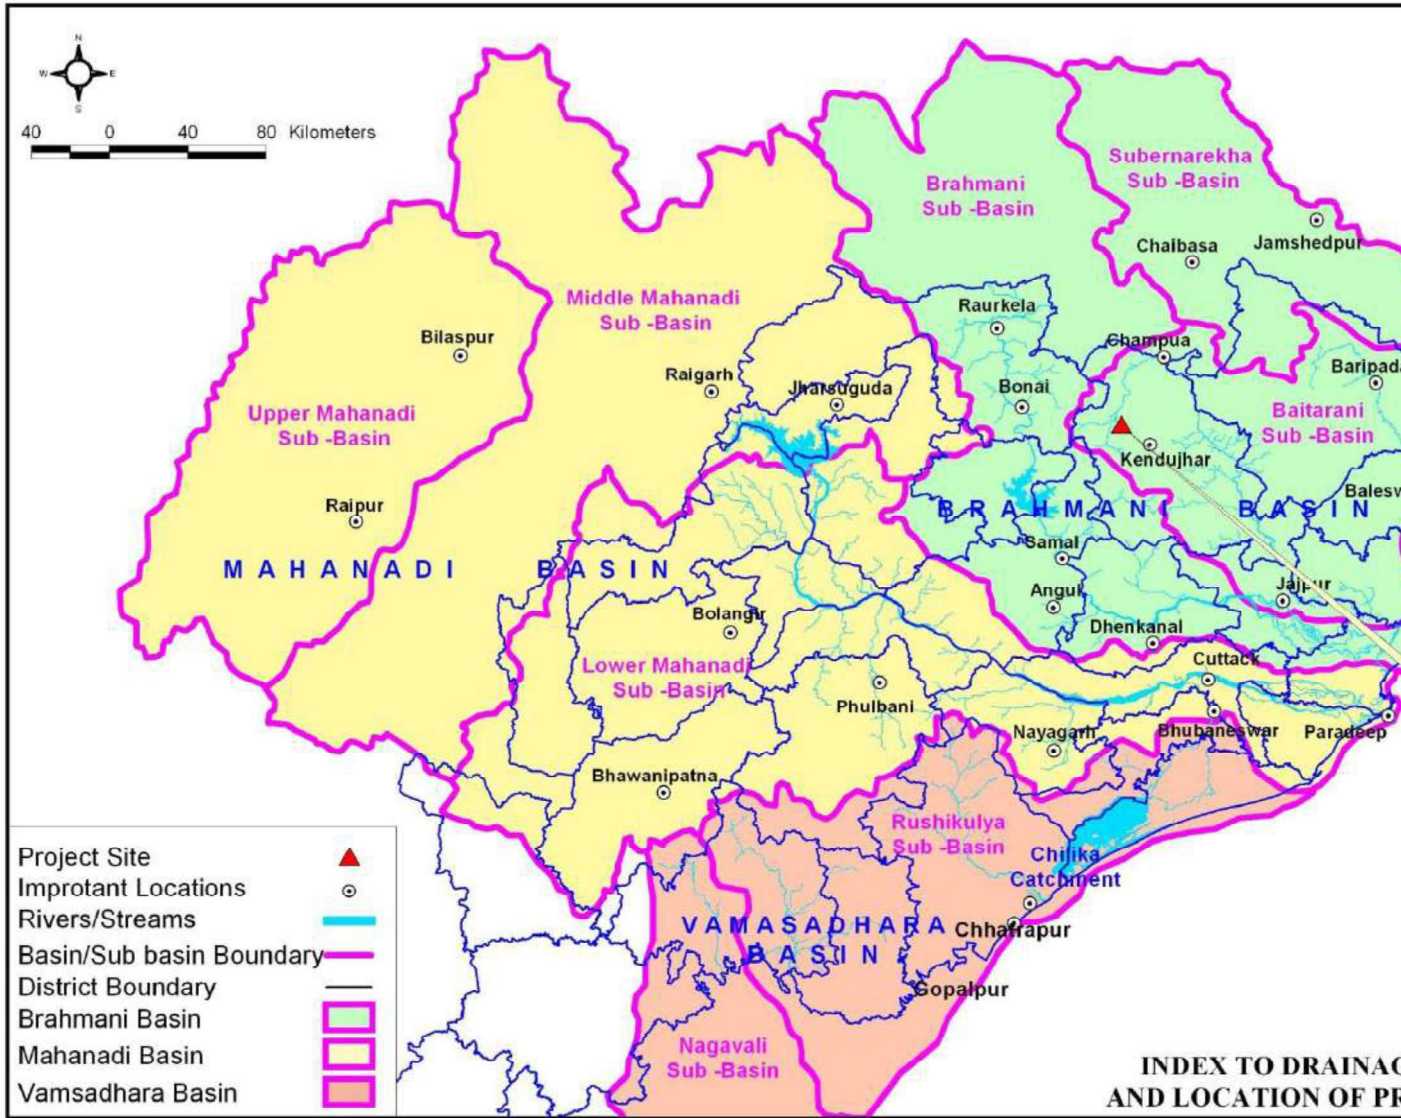 N
W E
S
40 0 40 80 Kilometers
Subernarekha
Sub -Basin
Brahmani
Sub -Basin
Chaibasa
Jamshedpur
Middle Mahanadi
Sub -Basin
Raurkela
Bilaspur
Champua
Raigarh
Jharsuguda
Bonai
Baripada
Upper Mahanadi
Sub -Basin
Baitarani
Sub -Basin
Kendujhar
Raipur
Balesw
BRAHMANI BASIN
Samal
MAHANADI BASIN
Anguk
Jajpur
Bolangir
Dhenkanal
Lower Mahanadi
Sub -Basin
Cuttack
Phulbani
Nayagarh
Bhubaneswar
Paradeep
Bhawanipatna
Rushikulya
Sub -Basin
Chilika
Catchment
VAMASADHARA
BASIN
Chhatrapur
Gopalpur
Nagavali
Sub -Basin
Project Site
Improtant Locations
Rivers/Streams
Basin/Sub basin Boundary
District Boundary
Brahmani Basin
Mahanadi Basin
Vamsadhara Basin
INDEX TO DRAINAG
AND LOCATION OF PR